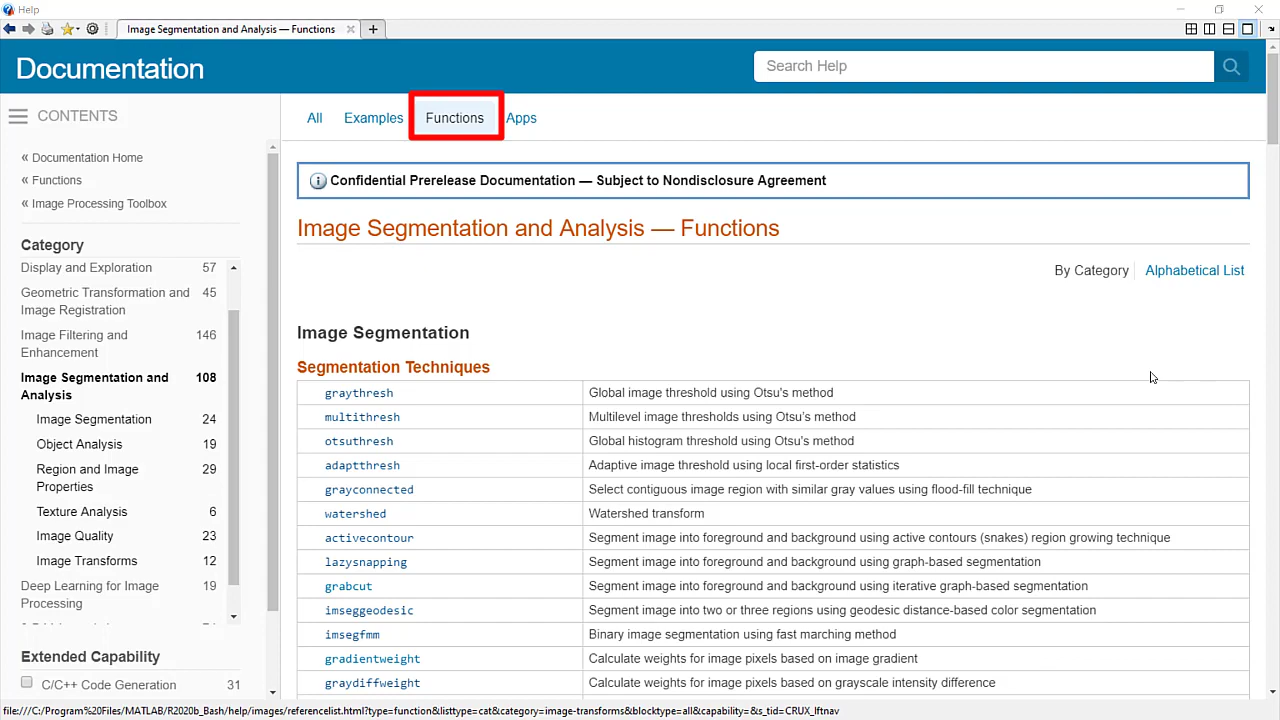 Help
Image Segmentation and Analysis — Functions
Documentation
Search Help
CONTENTS
All Examples Functions Apps
« Documentation Home
« Functions
« Image Processing Toolbox
Category
Display and Exploration 57
Geometric Transformation and
Image Registration 45
Image Filtering and
Enhancement 146
Image Segmentation and
Analysis 108
Image Segmentation 24
Object Analysis 19
Region and Image
Properties 29
Texture Analysis 6
Image Quality 23
Image Transforms 12
Deep Learning for Image
Processing 19
Extended Capability
C/C++ Code Generation 31
Confidential Prerelease Documentation — Subject to Nondisclosure Agreement
Image Segmentation and Analysis — Functions
By Category Alphabetical List
Image Segmentation
Segmentation Techniques
graythresh Global image threshold using Otsu's method
multithresh Multilevel image thresholds using Otsu's method
otsuthresh Global histogram threshold using Otsu's method
adaptthresh Adaptive image threshold using local first-order statistics
grayconnected Select contiguous image region with similar gray values using flood-fill technique
watershed Watershed transform
activecontour Segment image into foreground and background using active contours (snakes) region growing technique
lazysnapping Segment image into foreground and background using graph-based segmentation
grabcut Segment image into foreground and background using iterative graph-based segmentation
imseggeodesic Segment image into two or three regions using geodesic distance-based color segmentation
imsegfmm Binary image segmentation using fast marching method
gradientweight Calculate weights for image pixels based on image gradient
graydiffweight Calculate weights for image pixels based on grayscale intensity difference
file:///C:/Program%20Files/MATLAB/R2020b_Bash/help/images/referencelist.html?type=function&listtype=cat&category=image-transforms&blocktype=all&capability=&s_tid=CRUX_lftnav